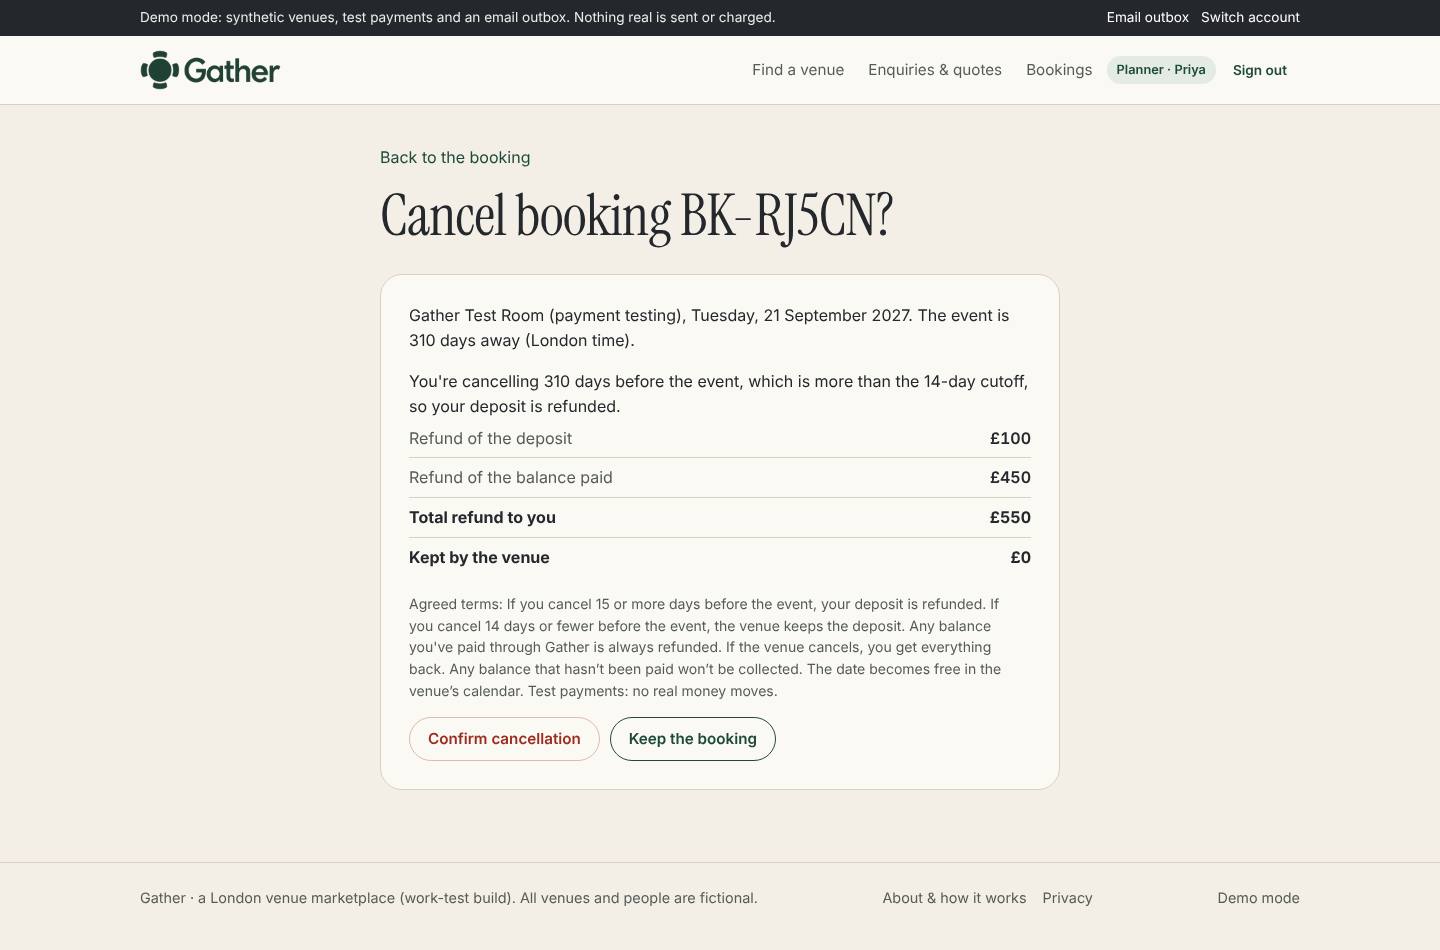 Demo mode: synthetic venues, test payments and an email outbox. Nothing real is sent or charged.
Email outbox Switch account
Gather
Find a venue Enquiries & quotes Bookings Planner · Priya Sign out
Back to the booking
Cancel booking BK-RJ5CN?
Gather Test Room (payment testing), Tuesday, 21 September 2027. The event is
310 days away (London time).
You're cancelling 310 days before the event, which is more than the 14-day cutoff,
so your deposit is refunded.
Refund of the deposit £100
Refund of the balance paid £450
Total refund to you £550
Kept by the venue £0
Agreed terms: If you cancel 15 or more days before the event, your deposit is refunded. If
you cancel 14 days or fewer before the event, the venue keeps the deposit. Any balance
you've paid through Gather is always refunded. If the venue cancels, you get everything
back. Any balance that hasn’t been paid won’t be collected. The date becomes free in the
venue’s calendar. Test payments: no real money moves.
Confirm cancellation Keep the booking
Gather · a London venue marketplace (work-test build). All venues and people are fictional.
About & how it works Privacy
Demo mode